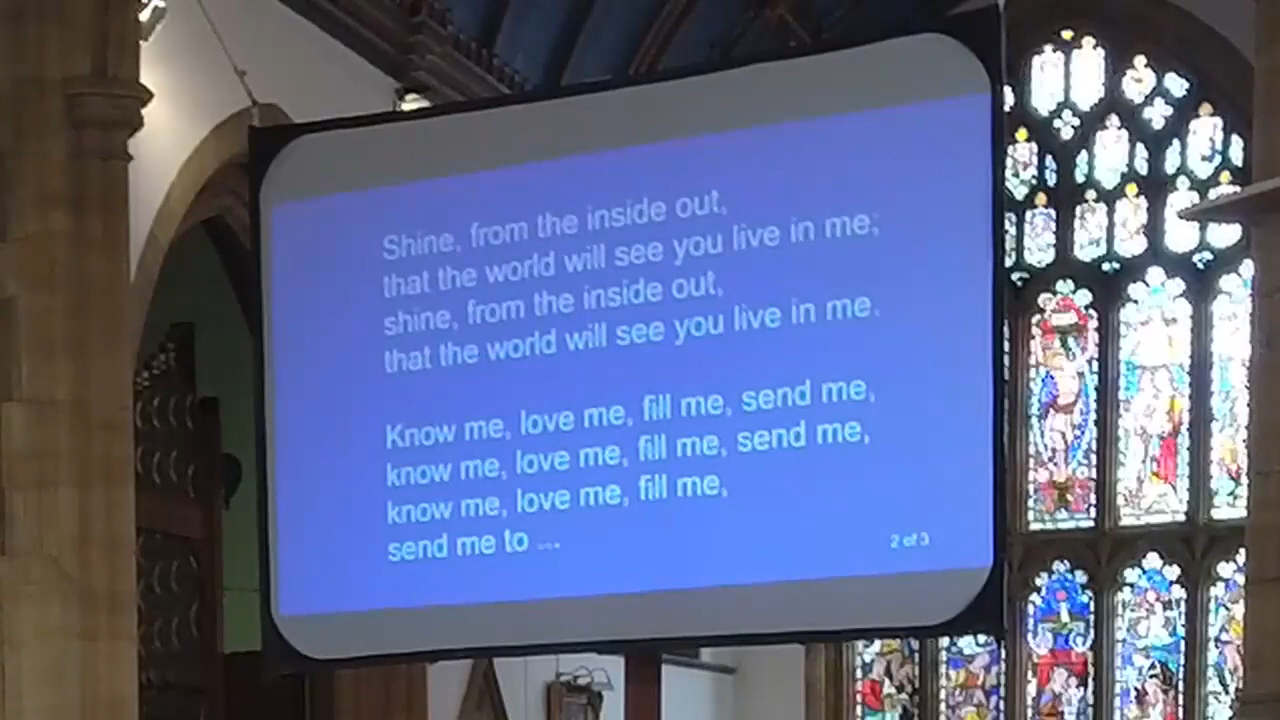 Shine, from the inside out,
that the world will see you live in me;
shine, from the inside out,
that the world will see you live in me.
Know me, love me, fill me, send me,
know me, love me, fill me, send me,
know me, love me, fill me,
send me to ...
2 of 3